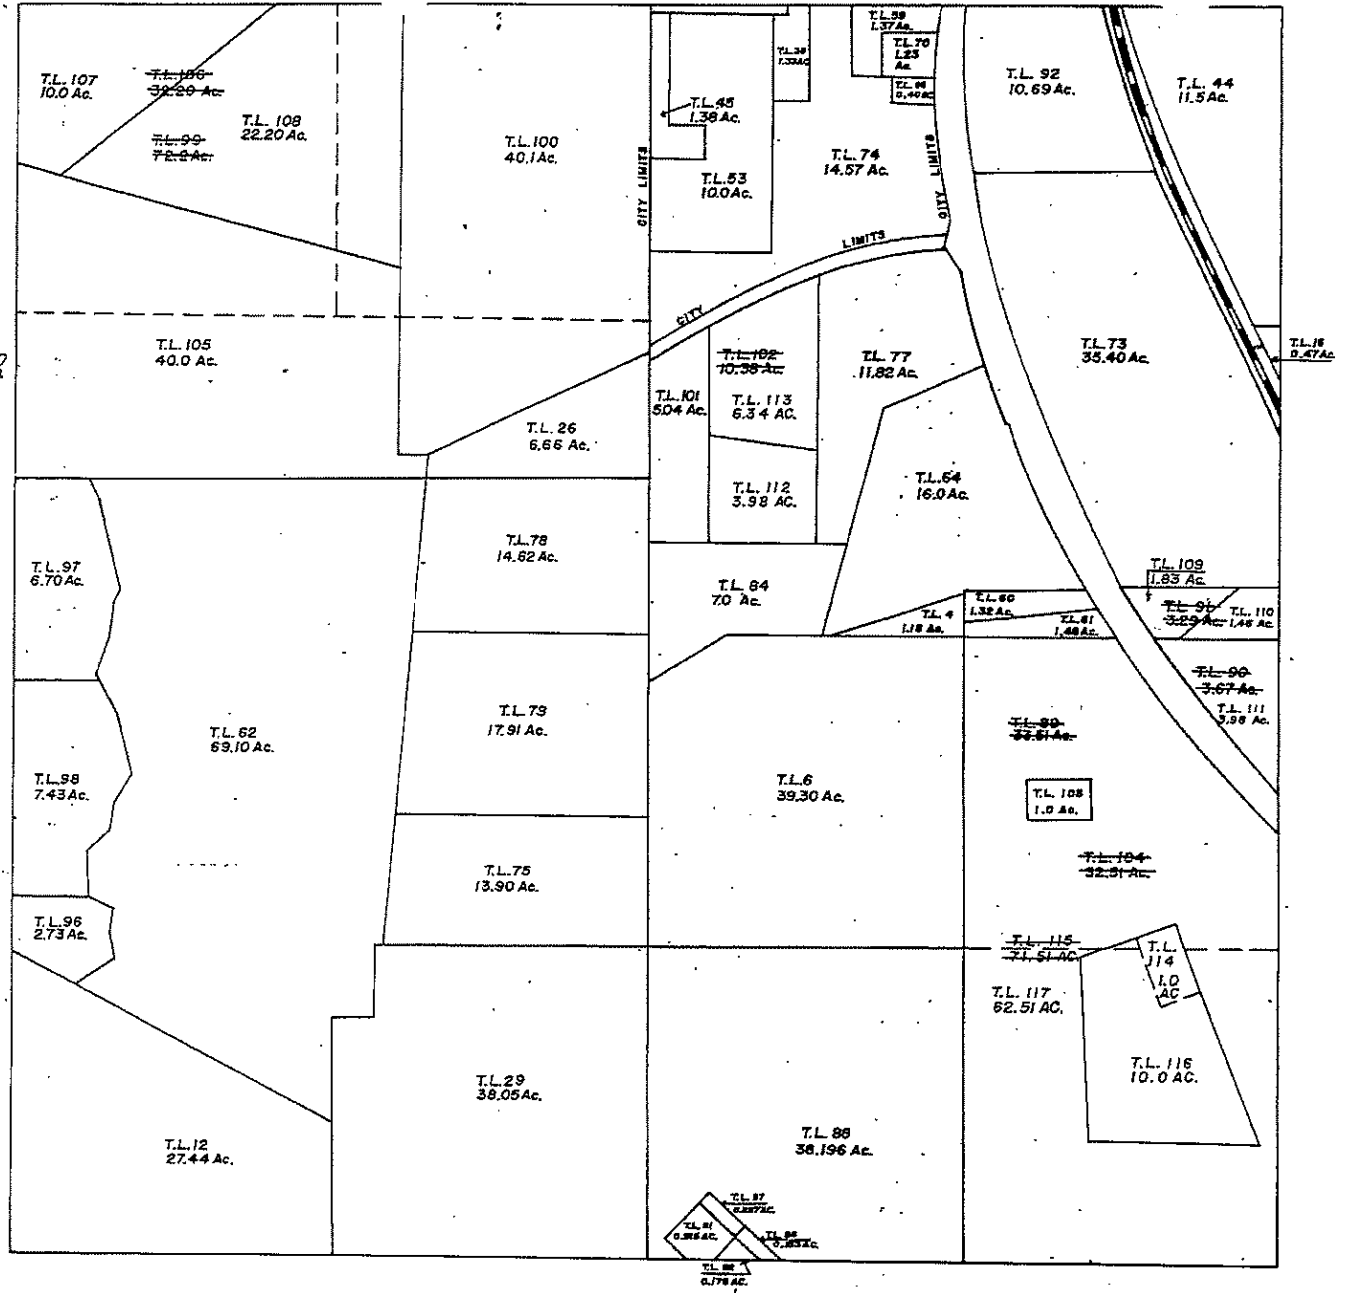 T.L. 107
10.0 Ac.
T.L. 106
32.20 Ac.
T.L. 99
72.2 Ac.
T.L. 108
22.20 Ac.
T.L. 100
40.1 Ac.
CITY LIMITS
T.L. 45
1.38 Ac.
T.L. 53
10.0 Ac.
T.L. 59
1.37 Ac.
T.L. 70
1.23
Ac.
T.L. 74
14.57 Ac.
CITY LIMITS
T.L. 92
10.69 Ac.
T.L. 44
11.5 Ac.
CITY LIMITS
T.L. 105
40.0 Ac.
T.L. 26
6.66 Ac.
T.L. 101
5.04 Ac.
T.L. 102
10.38 Ac.
T.L. 113
6.34 AC.
T.L. 112
3.98 AC.
T.L. 77
11.82 Ac.
T.L. 64
16.0 Ac.
T.L. 73
35.40 Ac.
T.L. 16
0.47 Ac.
T.L. 97
6.70 Ac.
T.L. 78
14.62 Ac.
T.L. 84
7.0 Ac.
T.L. 4
1.18 Ac.
T.L. 60
1.32 Ac.
T.L. 61
1.48 Ac.
T.L. 109
1.83 Ac.
T.L. 91
3.29 Ac.
T.L. 110
1.46 Ac.
T.L. 90
3.67 Ac.
T.L. 111
3.98 Ac.
T.L. 62
69.10 Ac.
T.L. 79
17.91 Ac.
T.L. 98
7.43 Ac.
T.L. 6
39.30 Ac.
T.L. 89
33.51 Ac.
T.L. 103
1.0 Ac.
T.L. 104
32.51 Ac.
T.L. 75
13.90 Ac.
T.L. 96
2.73 Ac.
T.L. 115
71.51 AC.
T.L. 117
62.51 AC.
T.L.
114
1.0
AC
T.L. 116
10.0 AC.
T.L. 29
38.05 Ac.
T.L. 12
27.44 Ac.
T.L. 88
38.196 Ac.